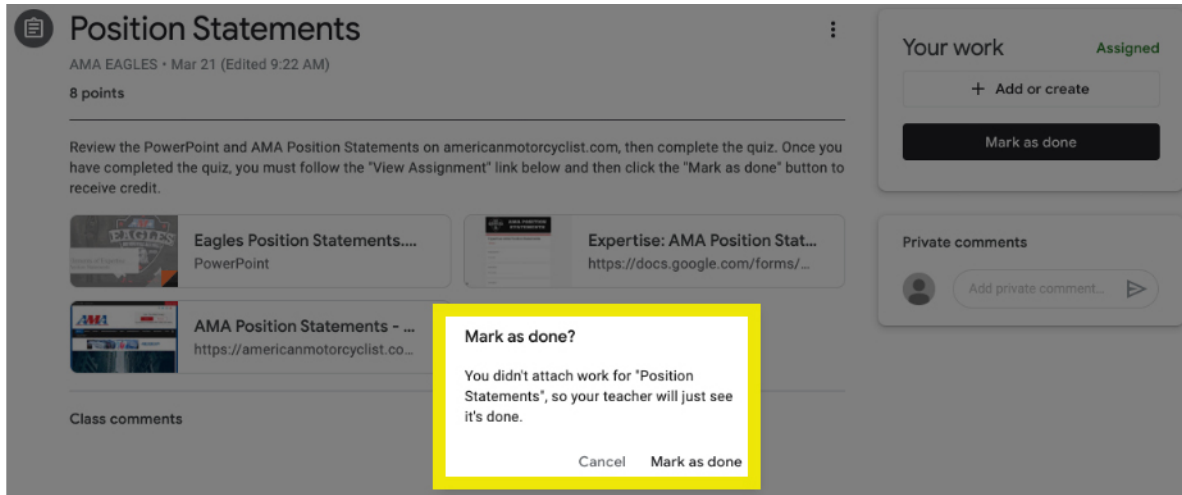 Position Statements
AMA EAGLES • Mar 21 (Edited 9:22 AM)
8 points
Review the PowerPoint and AMA Position Statements on americanmotorcyclist.com, then complete the quiz. Once you
have completed the quiz, you must follow the "View Assignment" link below and then click the "Mark as done" button to
receive credit.
EAGLES
Eagles Position Statements....
PowerPoint
AMA POSITION
STATEMENTS
Expertise: AMA Position Stat...
https://docs.google.com/forms/...
AMA
AMA Position Statements - ...
https://americanmotorcyclist.co...
Class comments
Your work
Assigned
+ Add or create
Mark as done
Private comments
Add private comment...
Mark as done?
You didn't attach work for "Position
Statements", so your teacher will just see
it's done.
Cancel
Mark as done